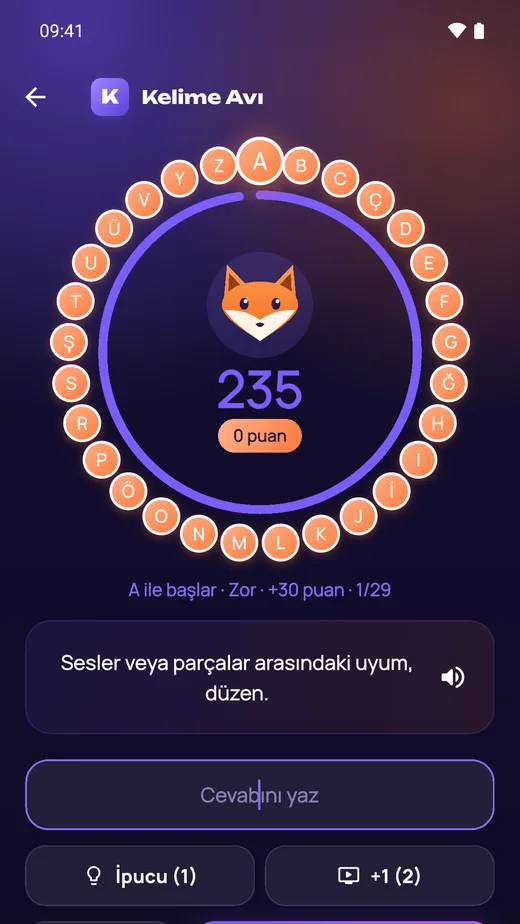 09:41
K Kelime Avı
A
B
C
Ç
D
E
F
G
Ğ
H
I
İ
J
K
L
M
N
O
Ö
P
R
S
Ş
T
U
Ü
V
Y
Z
235
0 puan
A ile başlar · Zor · +30 puan · 1/29
Sesler veya parçalar arasındaki uyum,
düzen.
Cevabını yaz
İpucu (1)
+1 (2)